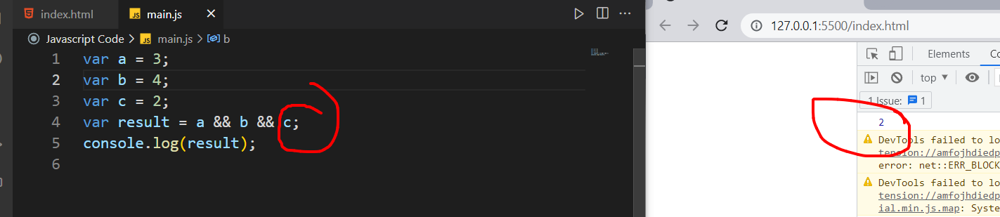 index.html
JS main.js
Javascript Code > JS main.js > b
1 var a = 3;
2 var b = 4;
3 var c = 2;
4 var result = a && b && c;
5 console.log(result);
6
127.0.0.1:5500/index.html
Elements
top
1 Issue: 1
2
DevTools failed to lo
tension://amfojhdiedp
error: net::ERR_BLOCK
DevTools failed to lo
tension://amfojhdiedp
ial.min.js.map: Syste